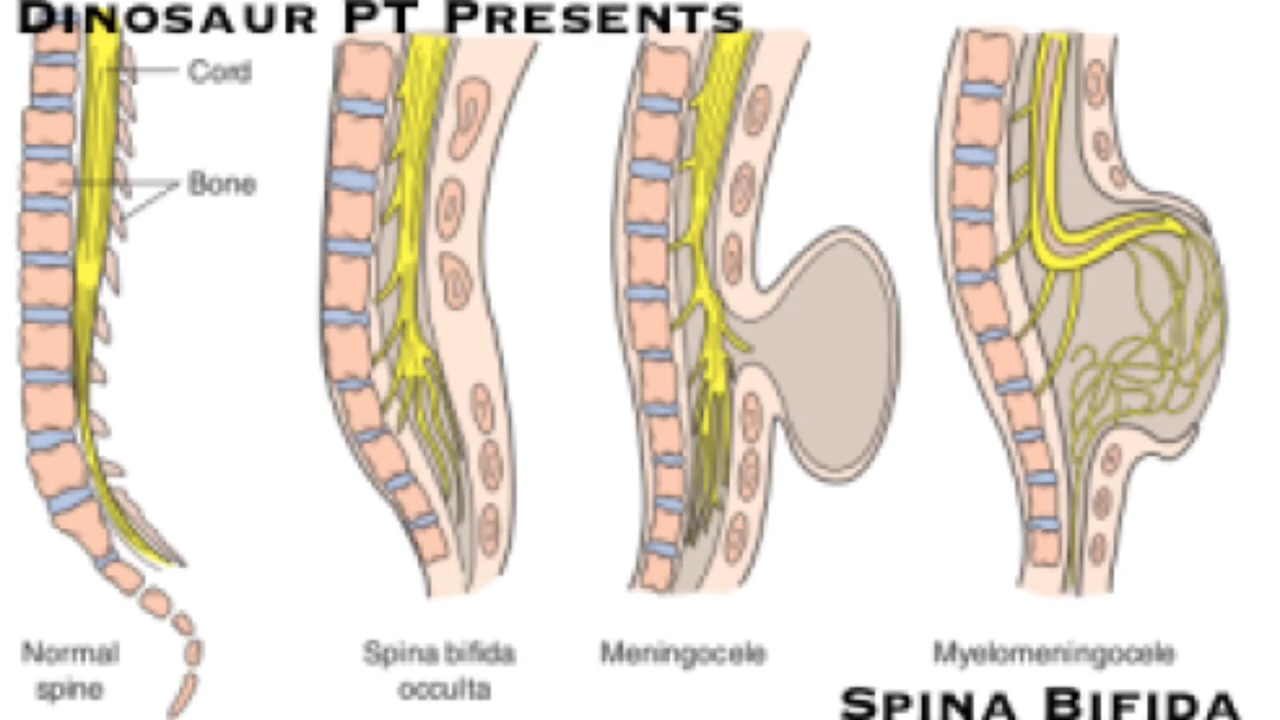 DINOSAUR PT PRESENTS
Cord
Bone
Normal
spine
Spina bifida
occulta
Meningocele
Myelomeningocele
SPINA BIFIDA